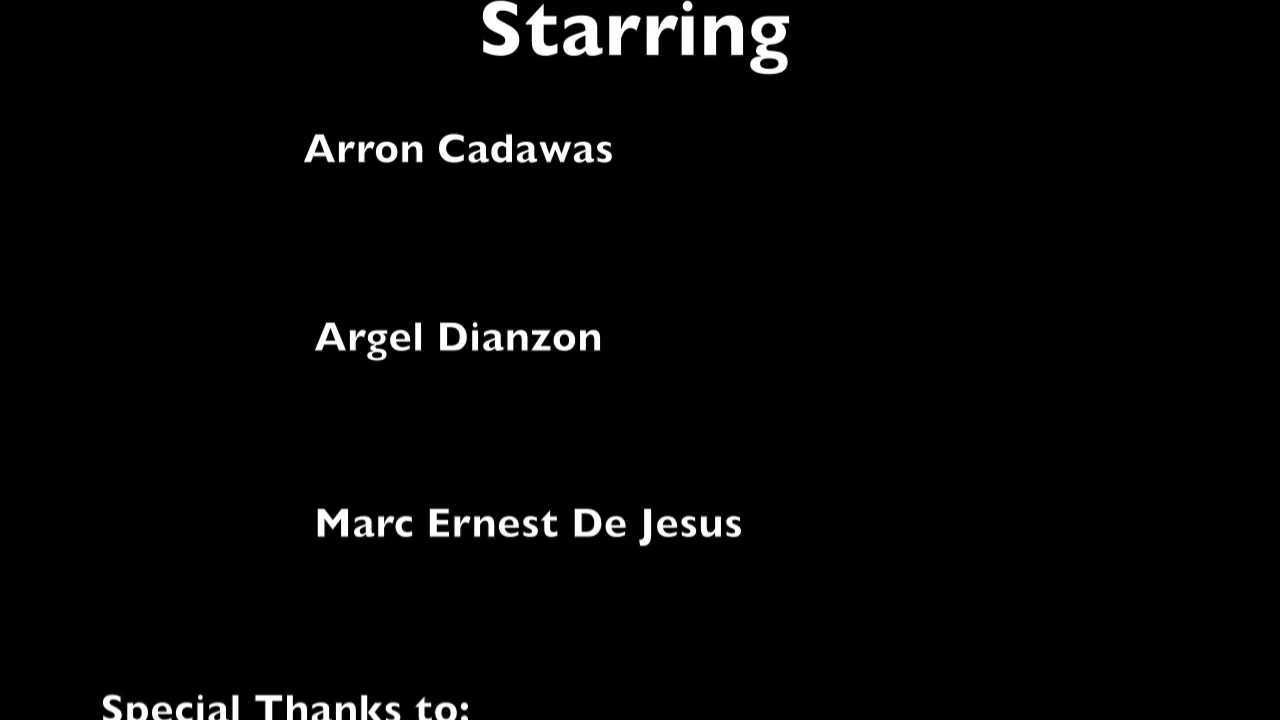 Starring
Arron Cadawas
Argel Dianzon
Marc Ernest De Jesus
Special Thanks to: